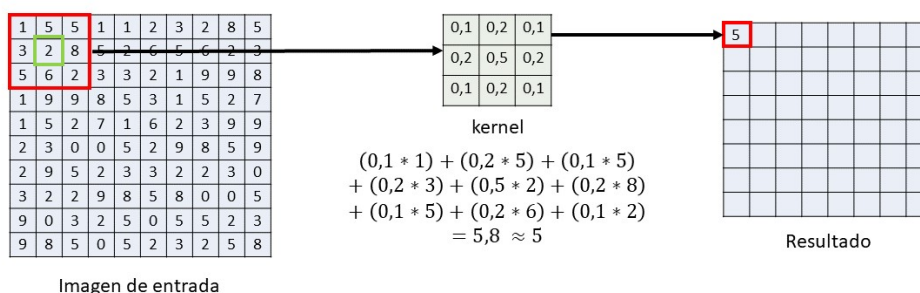 1 5 5 1 1 2 3 2 8 5
3 2 8 5 2 6 5 6 2 3
5 6 2 3 3 2 1 9 9 8
1 9 9 8 5 3 1 5 2 7
1 5 2 7 1 6 2 3 9 9
2 3 0 0 5 2 9 8 5 9
2 9 5 2 3 3 2 2 3 0
3 2 2 9 8 5 8 0 0 5
9 0 3 2 5 0 5 5 2 3
9 8 5 0 5 2 3 2 5 8
Imagen de entrada
0,1 0,2 0,1
0,2 0,5 0,2
0,1 0,2 0,1
kernel
(0,1 * 1) + (0,2 * 5) + (0,1 * 5)
+ (0,2 * 3) + (0,5 * 2) + (0,2 * 8)
+ (0,1 * 5) + (0,2 * 6) + (0,1 * 2)
= 5,8 ≈ 5
5
Resultado